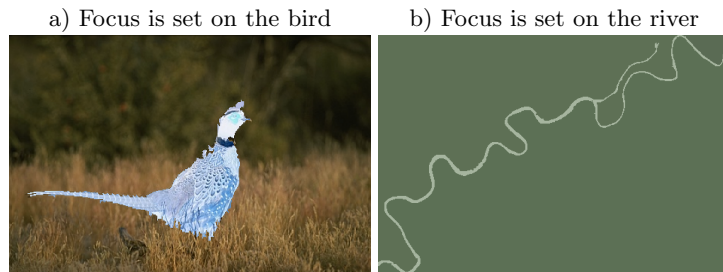 a) Focus is set on the bird
b) Focus is set on the river